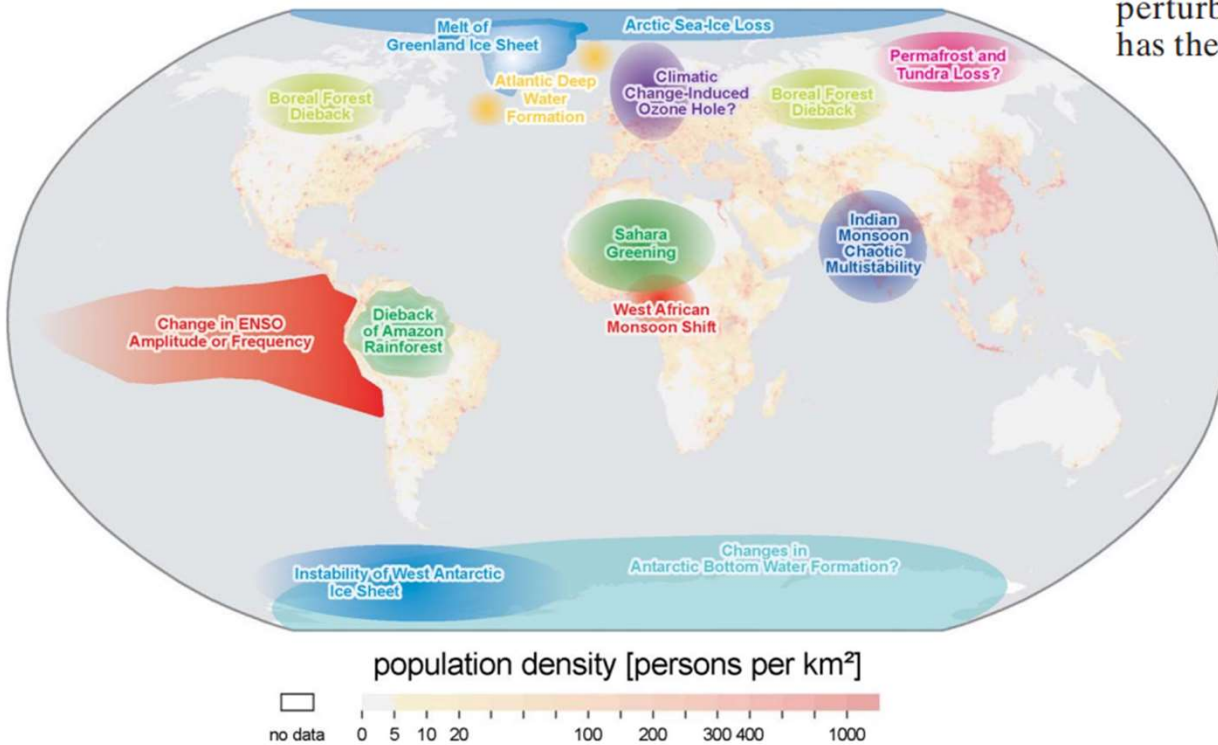 perturb
has the
Melt of
Greenland Ice Sheet
Arctic Sea-Ice Loss
Permafrost and
Tundra Loss?
Atlantic Deep
Water
Formation
Climatic
Change-Induced
Ozone Hole?
Boreal Forest
Dieback
Boreal Forest
Dieback
Sahara
Greening
Indian
Monsoon
Chaotic
Multistability
West African
Monsoon Shift
Change in ENSO
Amplitude or Frequency
Dieback
of Amazon
Rainforest
Instability of West Antarctic
Ice Sheet
Changes in
Antarctic Bottom Water Formation?
population density [persons per km²]
no data 0 5 10 20 100 200 300 400 1000